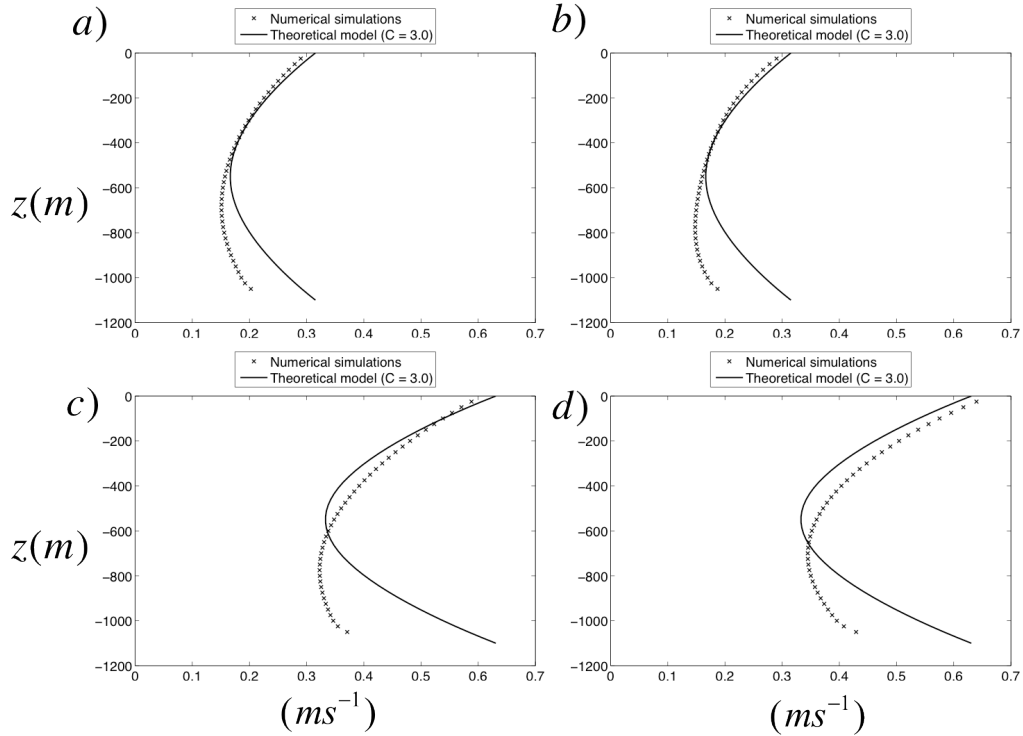 a)
× Numerical simulations
Theoretical model (C = 3.0)
b)
× Numerical simulations
Theoretical model (C = 3.0)
0
−200
−400
−600
−800
−1000
−1200
z(m)
0 0.1 0.2 0.3 0.4 0.5 0.6 0.7
0
−200
−400
−600
−800
−1000
−1200
0 0.1 0.2 0.3 0.4 0.5 0.6 0.7
c)
× Numerical simulations
Theoretical model (C = 3.0)
d)
× Numerical simulations
Theoretical model (C = 3.0)
0
−200
−400
−600
−800
−1000
−1200
z(m)
0 0.1 0.2 0.3 0.4 0.5 0.6 0.7
(ms⁻¹)
0
−200
−400
−600
−800
−1000
−1200
0 0.1 0.2 0.3 0.4 0.5 0.6 0.7
(ms⁻¹)